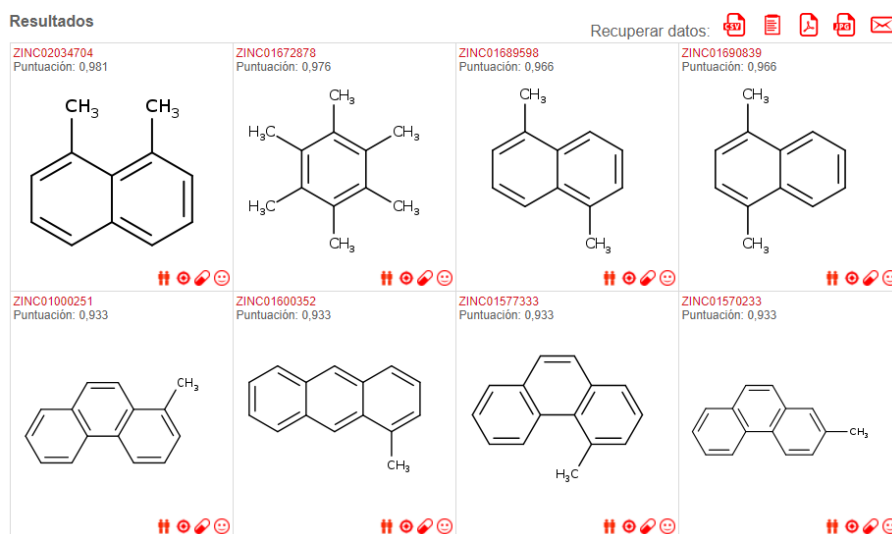 Resultados
Recuperar datos: CSV JPG
ZINC02034704
Puntuación: 0,981
CH3 CH3
ZINC01672878
Puntuación: 0,976
CH3
H3C CH3
H3C CH3
CH3
ZINC01689598
Puntuación: 0,966
CH3
CH3
ZINC01690839
Puntuación: 0,966
CH3
CH3
ZINC01000251
Puntuación: 0,933
CH3
ZINC01600352
Puntuación: 0,933
CH3
ZINC01577333
Puntuación: 0,933
H3C
ZINC01570233
Puntuación: 0,933
CH3